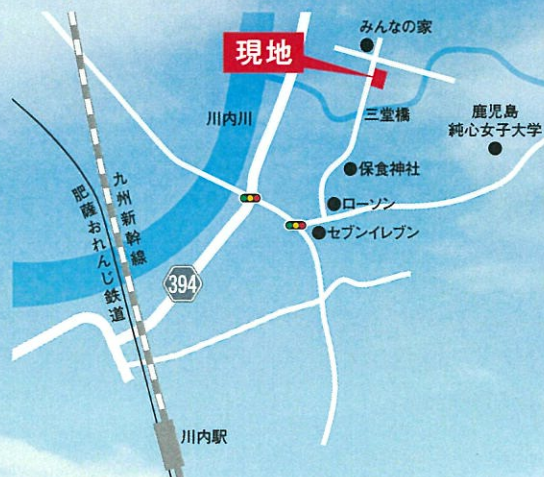 みんなの家
現地
川内川
三堂橋
鹿児島
純心女子大学
保食神社
ローソン
セブンイレブン
九州新幹線
肥薩おれんじ鉄道
394
川内駅